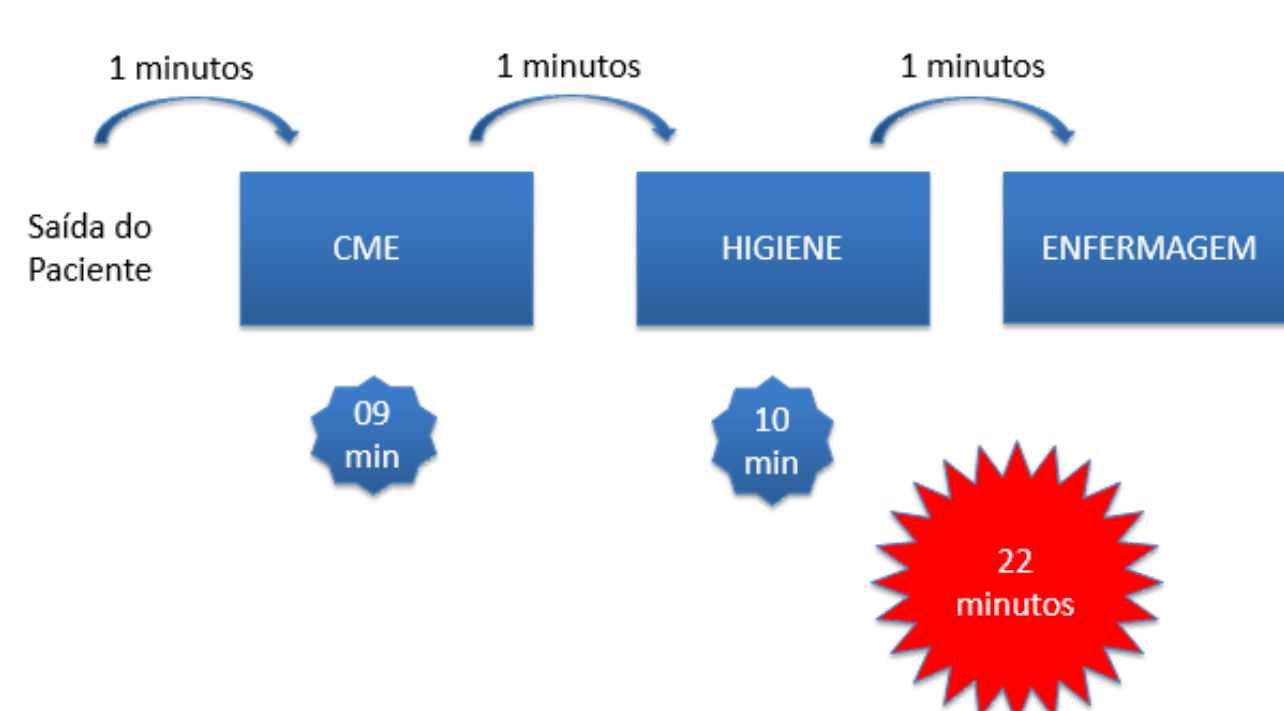 1 minutos
1 minutos
1 minutos
Saída do
Paciente
CME
HIGIENE
ENFERMAGEM
09
min
10
min
22
minutos